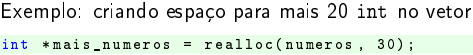 Exemplo: criando espaço para mais 20 int no vetor
int *mais_numeros = realloc(numeros, 30);